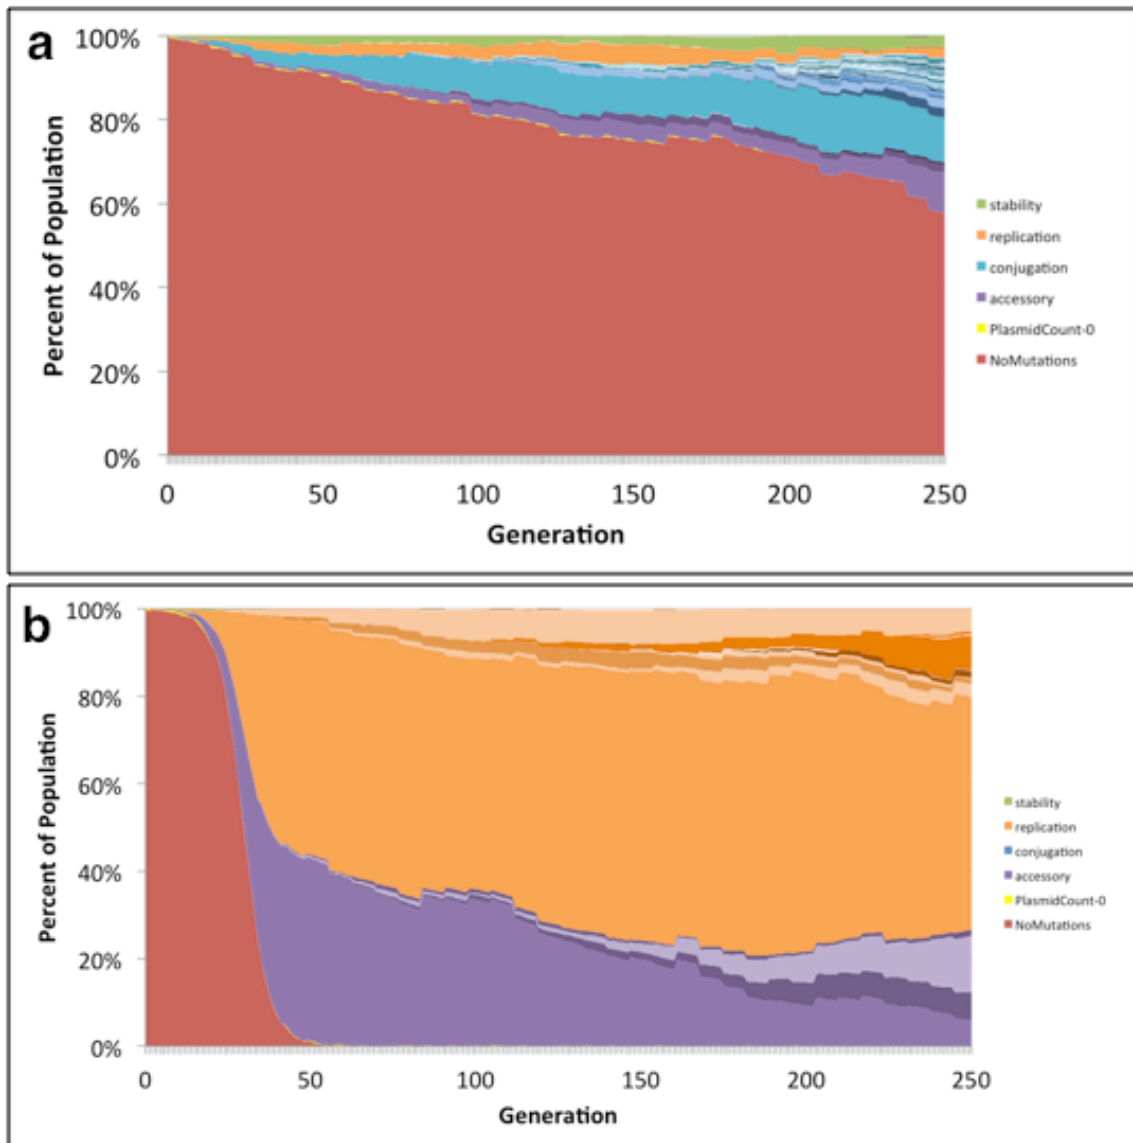 a
100%
80%
60%
40%
20%
0%
Percent of Population
0 50 100 150 200 250
Generation
stability
replication
conjugation
accessory
PlasmidCount-0
NoMutations
b
100%
80%
60%
40%
20%
0%
Percent of Population
0 50 100 150 200 250
Generation
stability
replication
conjugation
accessory
PlasmidCount-0
NoMutations